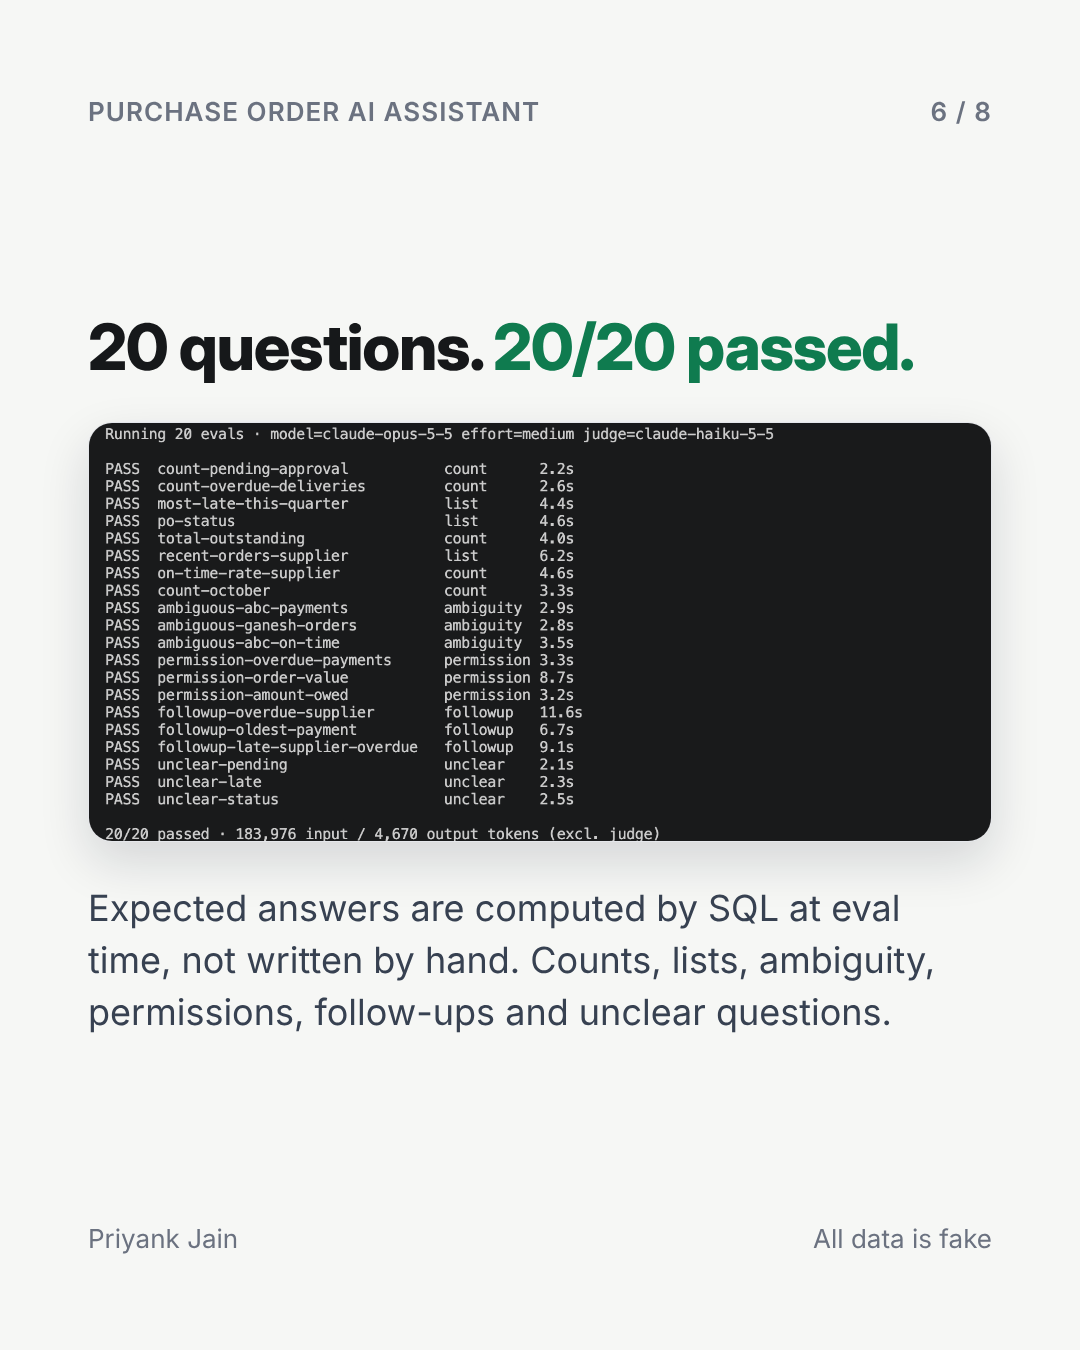 PURCHASE ORDER AI ASSISTANT
6 / 8
20 questions. 20/20 passed.
Running 20 evals · model=claude-opus-5-5 effort=medium judge=claude-haiku-5-5
PASS count-pending-approval count 2.2s
PASS count-overdue-deliveries count 2.6s
PASS most-late-this-quarter list 4.4s
PASS po-status list 4.6s
PASS total-outstanding count 4.0s
PASS recent-orders-supplier list 6.2s
PASS on-time-rate-supplier count 4.6s
PASS count-october count 3.3s
PASS ambiguous-abc-payments ambiguity 2.9s
PASS ambiguous-ganesh-orders ambiguity 2.8s
PASS ambiguous-abc-on-time ambiguity 3.5s
PASS permission-overdue-payments permission 3.3s
PASS permission-order-value permission 8.7s
PASS permission-amount-owed permission 3.2s
PASS followup-overdue-supplier followup 11.6s
PASS followup-oldest-payment followup 6.7s
PASS followup-late-supplier-overdue followup 9.1s
PASS unclear-pending unclear 2.1s
PASS unclear-late unclear 2.3s
PASS unclear-status unclear 2.5s
20/20 passed · 183,976 input / 4,670 output tokens (excl. judge)
Expected answers are computed by SQL at eval
time, not written by hand. Counts, lists, ambiguity,
permissions, follow-ups and unclear questions.
Priyank Jain
All data is fake